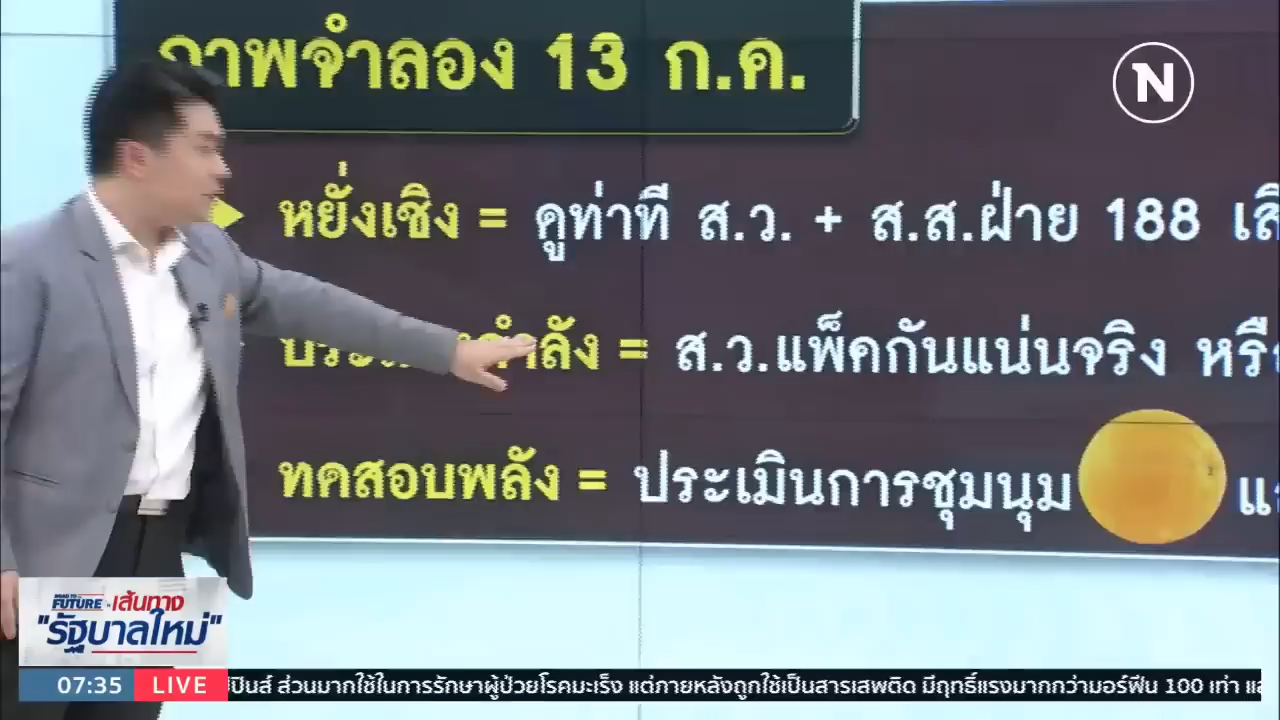 ภาพจำลอง 13 ก.ค.
N
หยั่งเชิง = ดูท่าที ส.ว. + ส.ส.ฝ่าย 188
= ส.ว.แพ็คกันแน่นจริง
ทดสอบพลัง = ประเมินการชุมนุม
ROAD TO FUTURE เส้นทาง
"รัฐบาลใหม่"
07:35 LIVE ส่วนมากใช้ในการรักษาผู้ป่วยโรคมะเร็ง แต่ภายหลังถูกใช้เป็นสารเสพติด มีฤทธิ์แรงมากกว่ามอร์ฟีน 100 เท่า